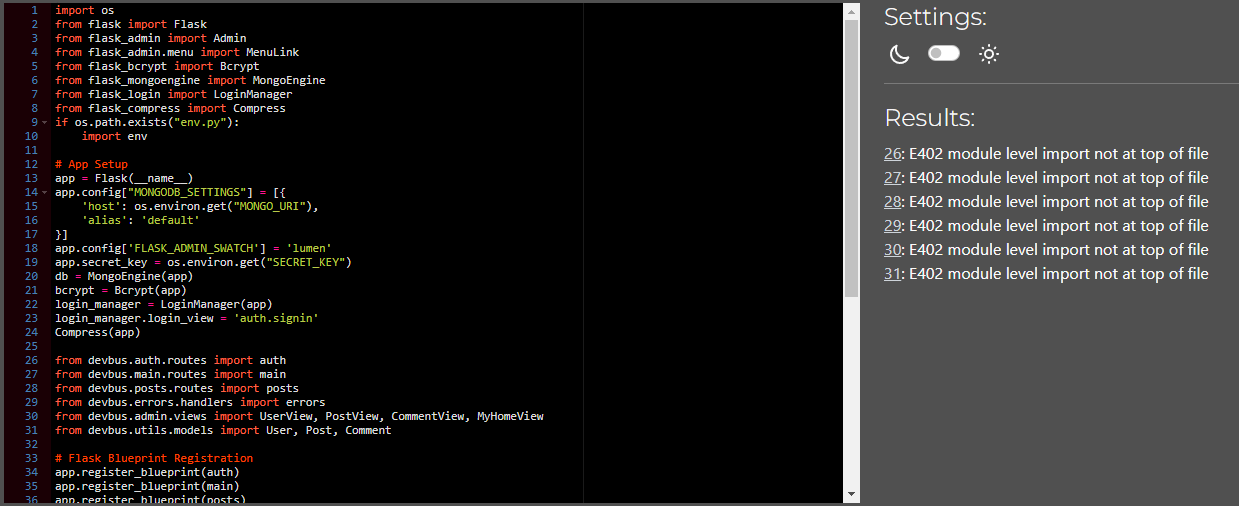 1 import os
2 from flask import Flask
3 from flask_admin import Admin
4 from flask_admin.menu import MenuLink
5 from flask_bcrypt import Bcrypt
6 from flask_mongoengine import MongoEngine
7 from flask_login import LoginManager
8 from flask_compress import Compress
9 if os.path.exists("env.py"):
10     import env
11
12 # App Setup
13 app = Flask(__name__)
14 app.config["MONGODB_SETTINGS"] = [{
15     'host': os.environ.get("MONGO_URI"),
16     'alias': 'default'
17 }]
18 app.config['FLASK_ADMIN_SWATCH'] = 'lumen'
19 app.secret_key = os.environ.get("SECRET_KEY")
20 db = MongoEngine(app)
21 bcrypt = Bcrypt(app)
22 login_manager = LoginManager(app)
23 login_manager.login_view = 'auth.signin'
24 Compress(app)
25
26 from devbus.auth.routes import auth
27 from devbus.main.routes import main
28 from devbus.posts.routes import posts
29 from devbus.errors.handlers import errors
30 from devbus.admin.views import UserView, PostView, CommentView, MyHomeView
31 from devbus.utils.models import User, Post, Comment
32
33 # Flask Blueprint Registration
34 app.register_blueprint(auth)
35 app.register_blueprint(main)
36 app.register_blueprint(posts)
Settings:
Results:
26: E402 module level import not at top of file
27: E402 module level import not at top of file
28: E402 module level import not at top of file
29: E402 module level import not at top of file
30: E402 module level import not at top of file
31: E402 module level import not at top of file